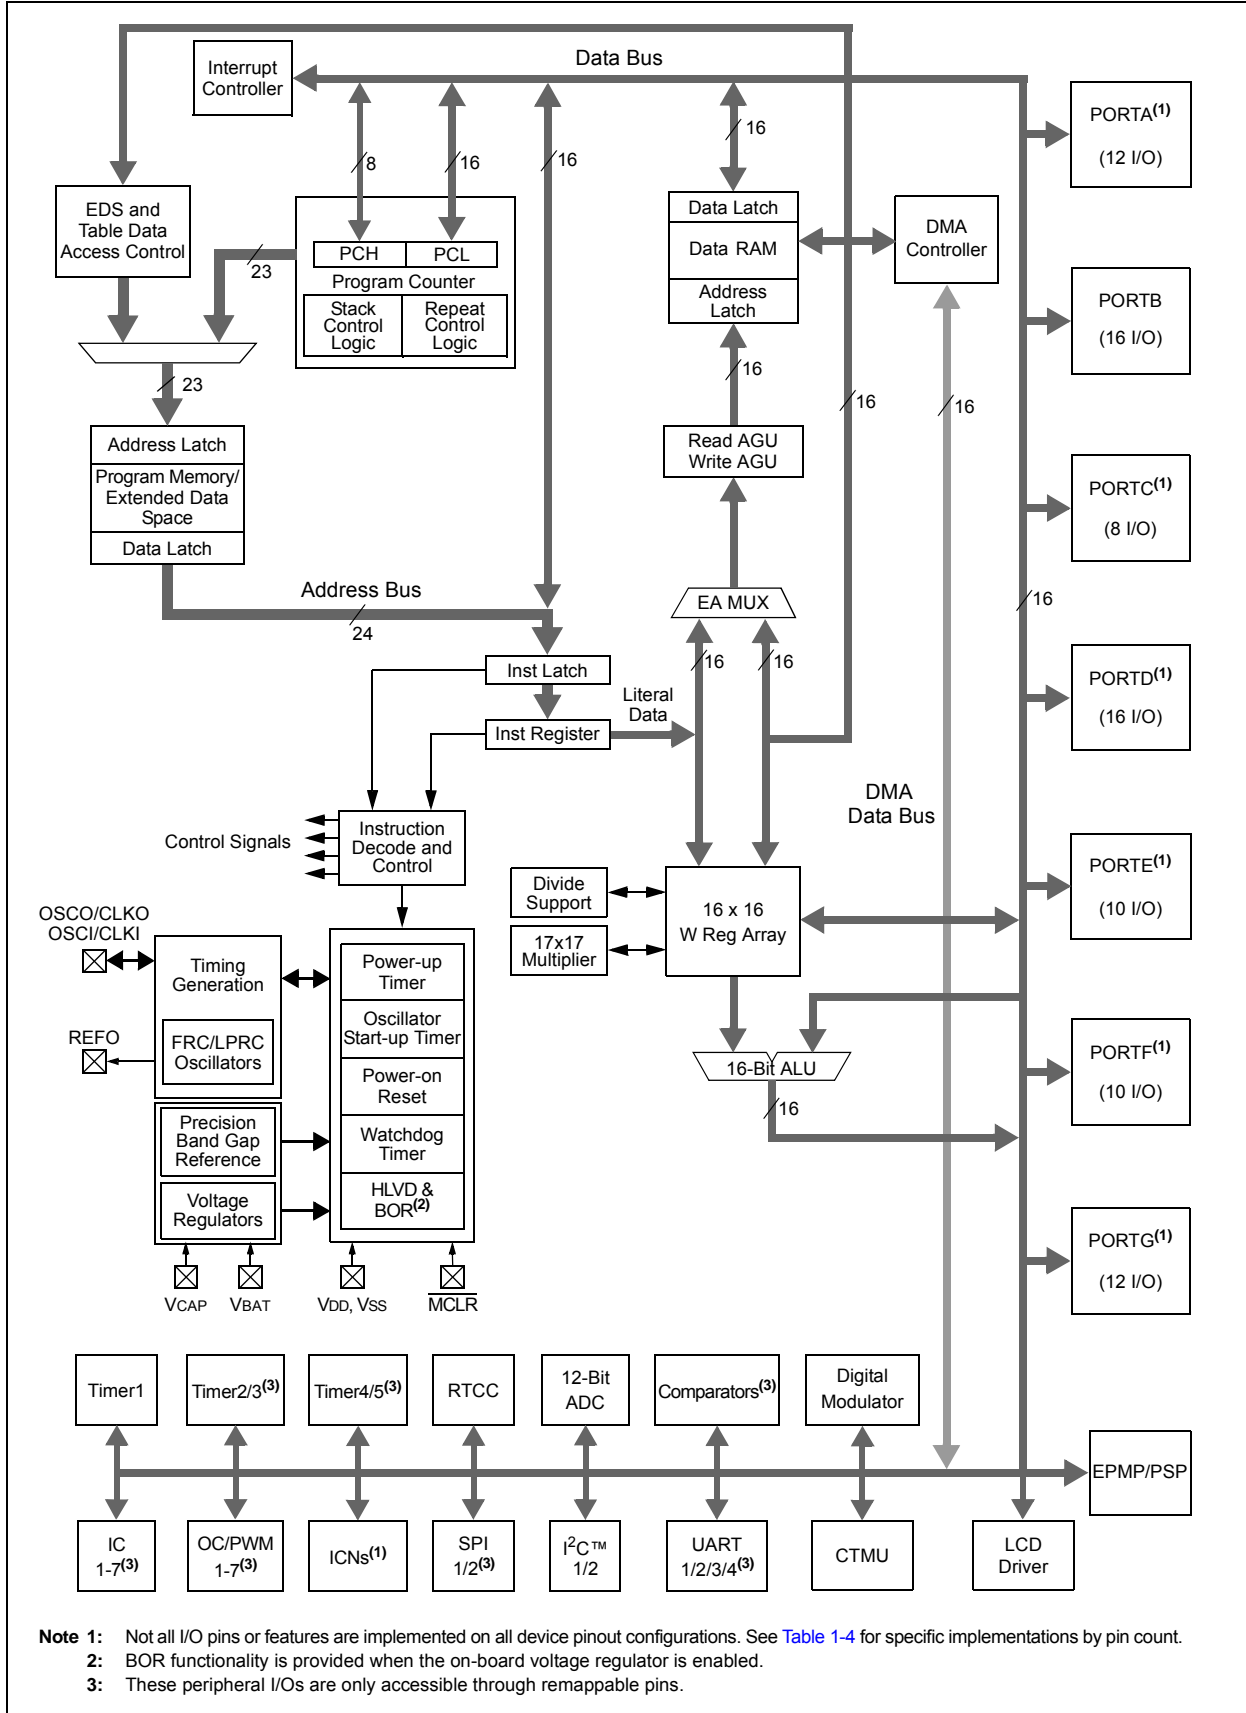 Data Bus
Interrupt
Controller
PORTA(1)
(12 I/O)
16
8
16
16
EDS and
Table Data
Access Control
Data Latch
Data RAM
Address
Latch
DMA
Controller
23
PCH
PCL
Program Counter
Stack
Control
Logic
Repeat
Control
Logic
PORTB
(16 I/O)
23
16
16
16
Address Latch
Program Memory/
Extended Data
Space
Data Latch
Read AGU
Write AGU
PORTC(1)
(8 I/O)
Address Bus
24
EA MUX
16
16
16
Inst Latch
Literal
Data
Inst Register
PORTD(1)
(16 I/O)
DMA
Data Bus
Control Signals
Instruction
Decode and
Control
PORTE(1)
(10 I/O)
Divide
Support
17x17
Multiplier
16 x 16
W Reg Array
OSCO/CLKO
OSCI/CLKI
Timing
Generation
Power-up
Timer
REFO
FRC/LPRC
Oscillators
Oscillator
Start-up Timer
16-Bit ALU
16
PORTF(1)
(10 I/O)
Power-on
Reset
Precision
Band Gap
Reference
Watchdog
Timer
Voltage
Regulators
HLVD &
BOR(2)
PORTG(1)
(12 I/O)
VCAP
VBAT
VDD, VSS
MCLR
Timer1
Timer2/3(3)
Timer4/5(3)
RTCC
12-Bit
ADC
Comparators(3)
Digital
Modulator
EPMP/PSP
IC
1-7(3)
OC/PWM
1-7(3)
ICNs(1)
SPI
1/2(3)
I2C™
1/2
UART
1/2/3/4(3)
CTMU
LCD
Driver
Note 1: Not all I/O pins or features are implemented on all device pinout configurations. See Table 1-4 for specific implementations by pin count.
2: BOR functionality is provided when the on-board voltage regulator is enabled.
3: These peripheral I/Os are only accessible through remappable pins.